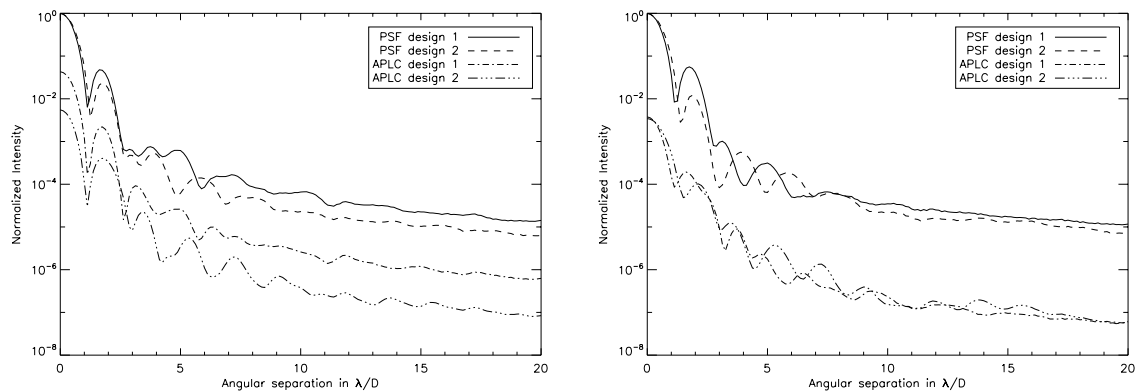 10^0
10^-2
10^-4
10^-6
10^-8
Normalized Intensity
PSF design 1
PSF design 2
APLC design 1
APLC design 2
0 5 10 15 20
Angular separation in λ/D
10^0
10^-2
10^-4
10^-6
10^-8
Normalized Intensity
PSF design 1
PSF design 2
APLC design 1
APLC design 2
0 5 10 15 20
Angular separation in λ/D